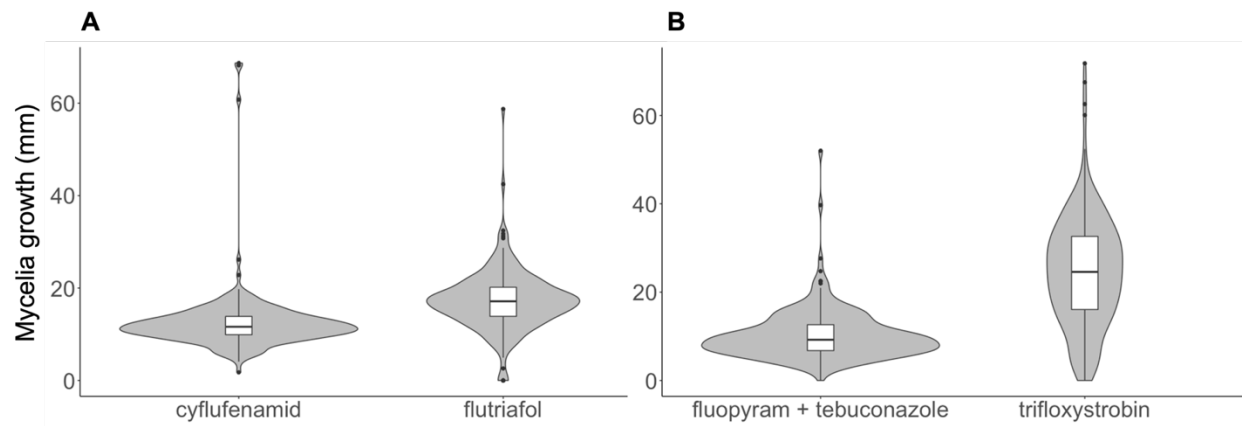 A
B
Mycelia growth (mm)
60
40
20
0
cyflufenamid
flutriafol
60
40
20
0
fluopyram + tebuconazole
trifloxystrobin